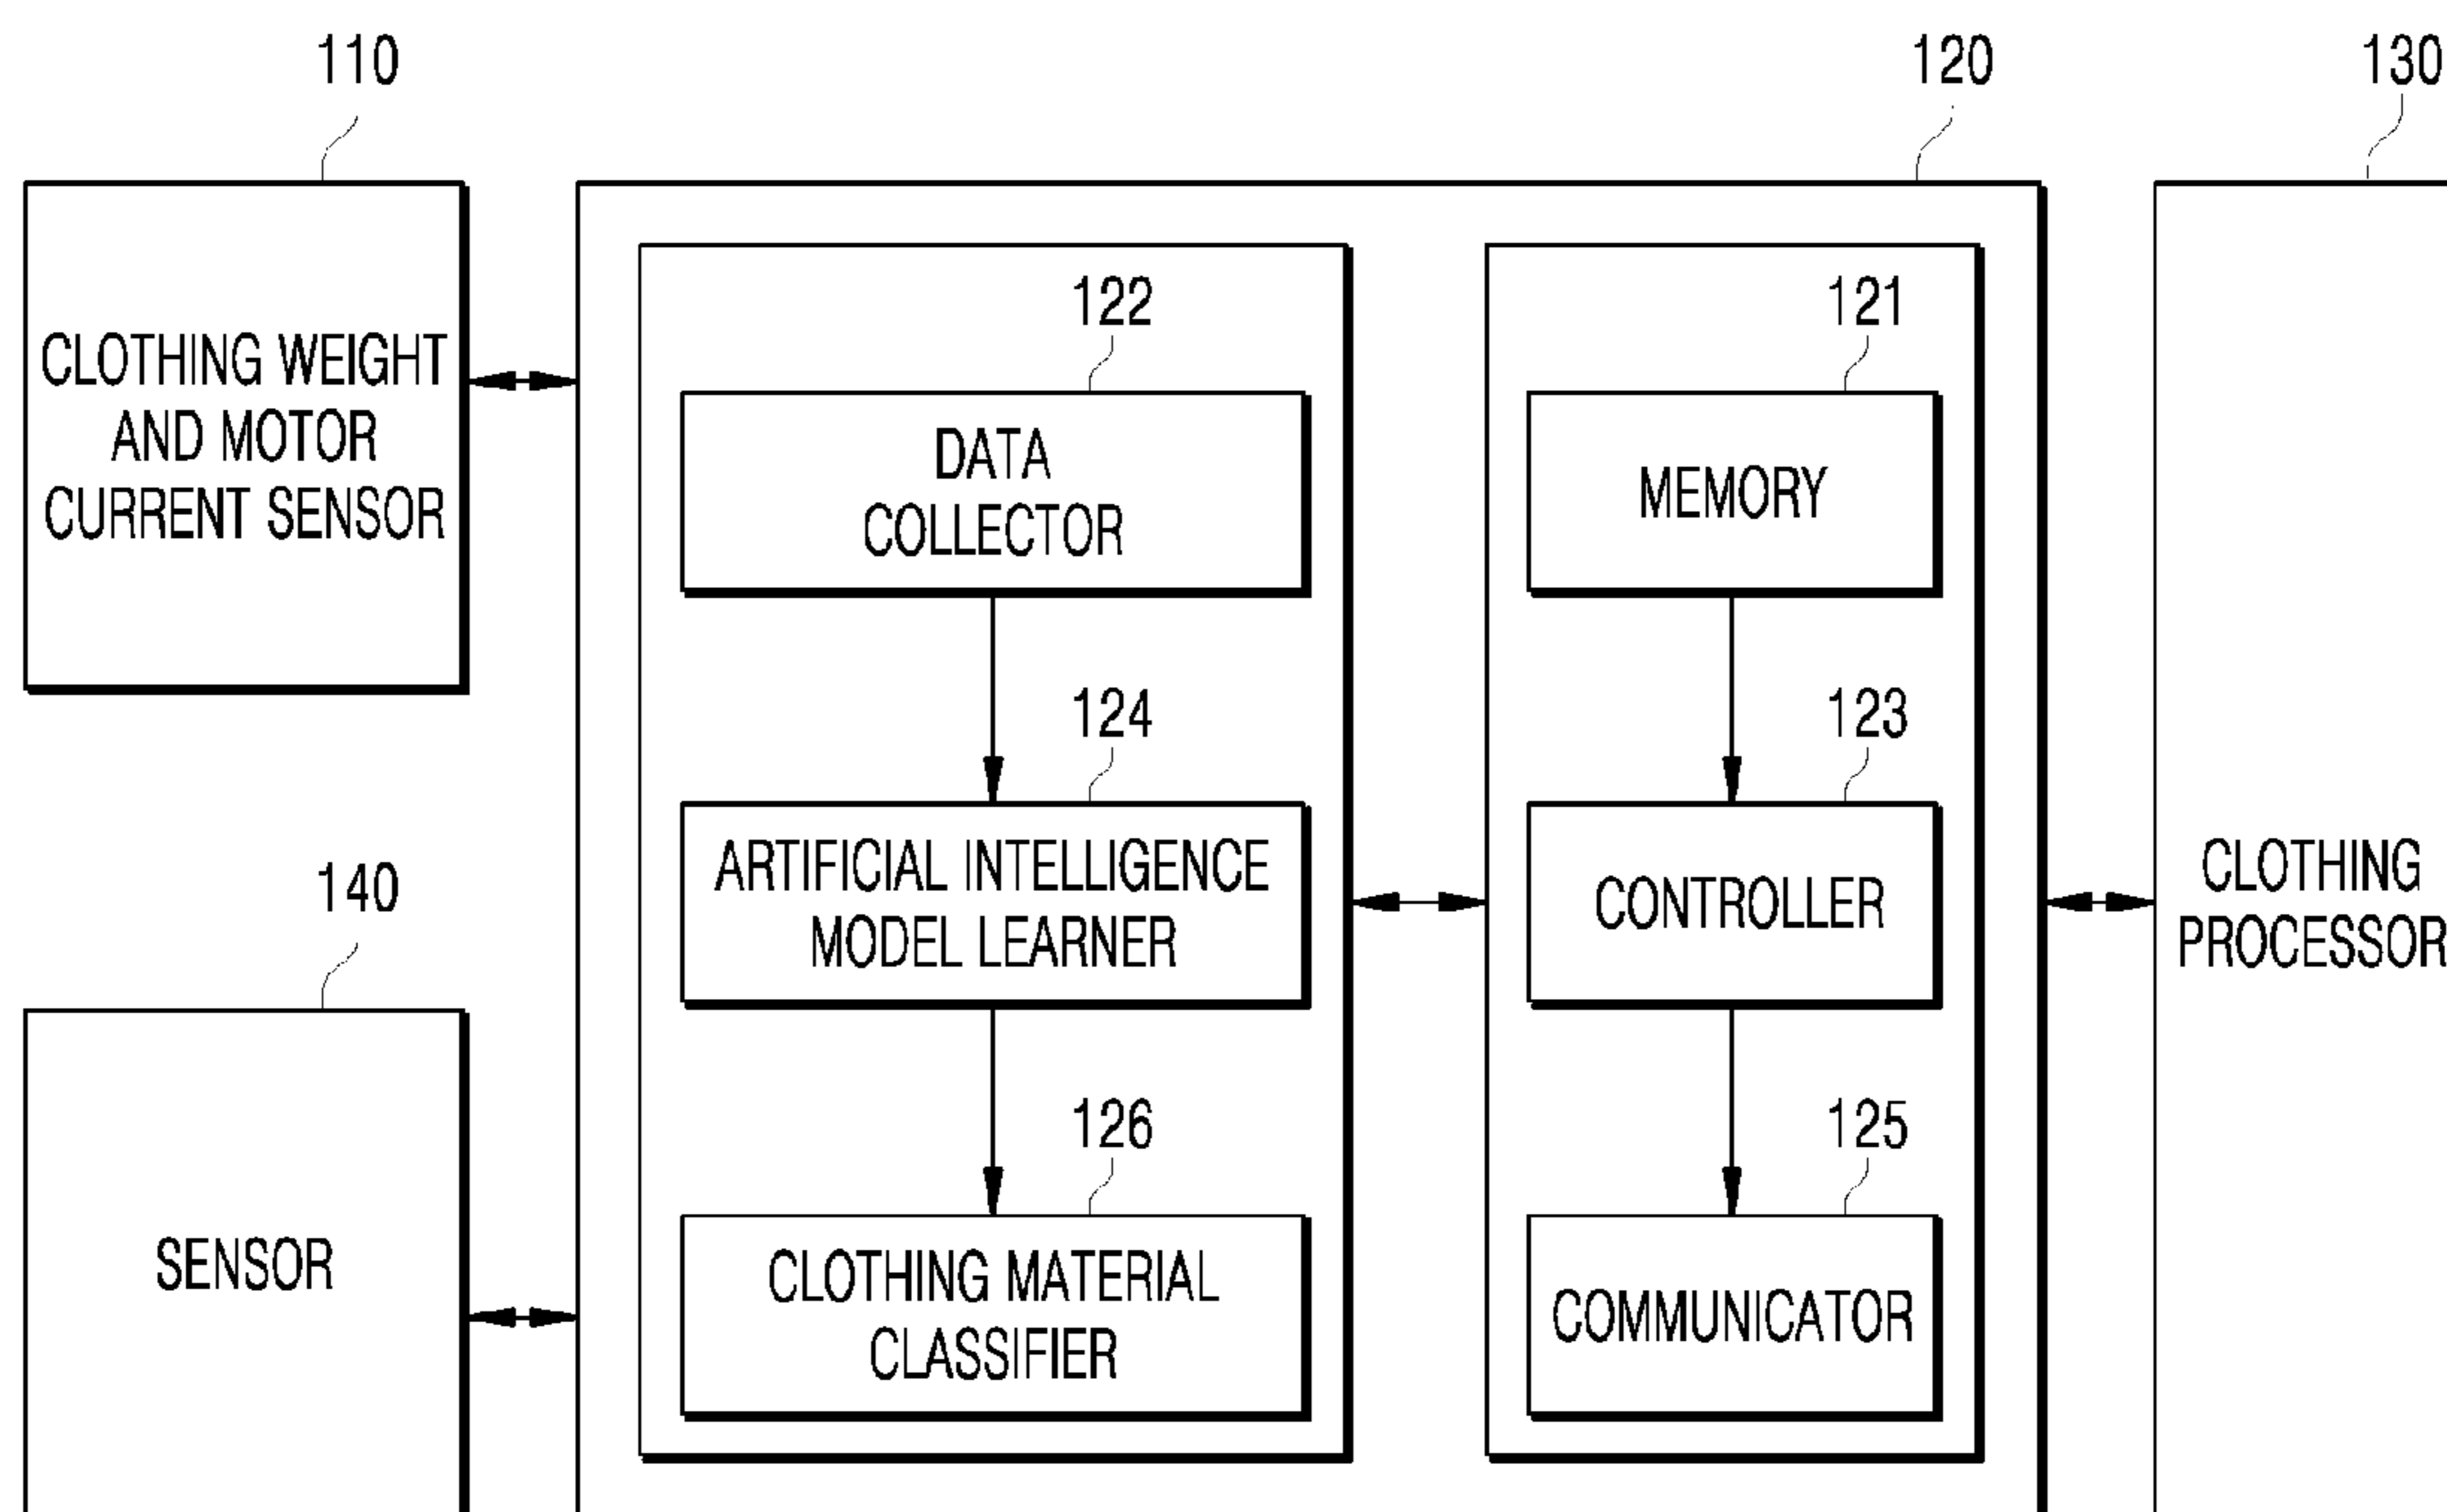 110
120
130
CLOTHING WEIGHT
AND MOTOR
CURRENT SENSOR
122
DATA
COLLECTOR
121
MEMORY
124
ARTIFICIAL INTELLIGENCE
MODEL LEARNER
123
CONTROLLER
CLOTHING
PROCESSOR
140
SENSOR
126
CLOTHING MATERIAL
CLASSIFIER
125
COMMUNICATOR